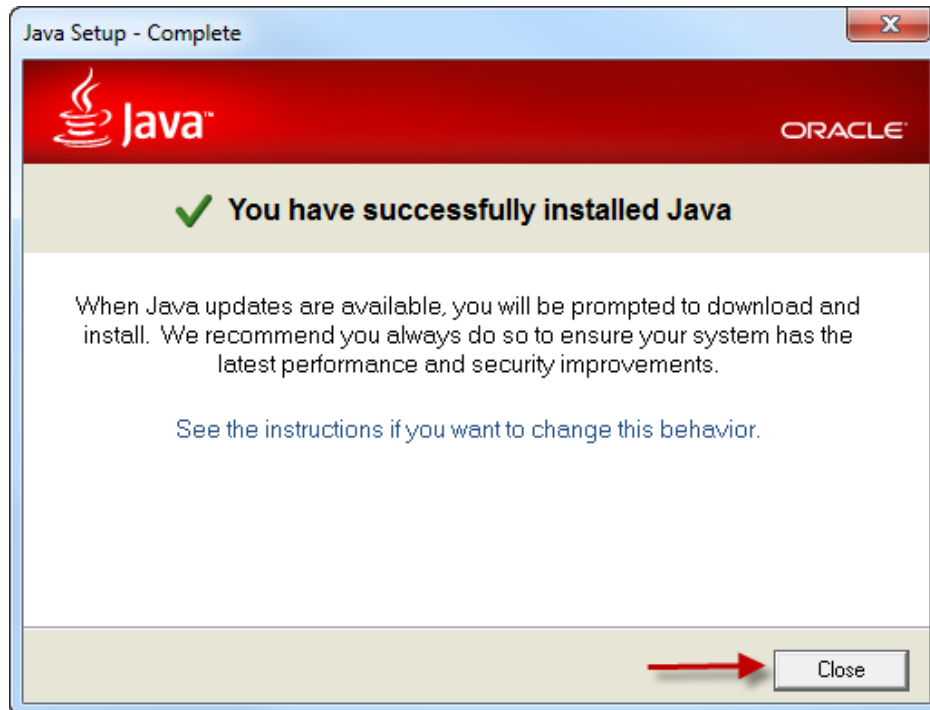 Java Setup - Complete
Java™
ORACLE
You have successfully installed Java
When Java updates are available, you will be prompted to download and
install. We recommend you always do so to ensure your system has the
latest performance and security improvements.
See the instructions if you want to change this behavior.
Close